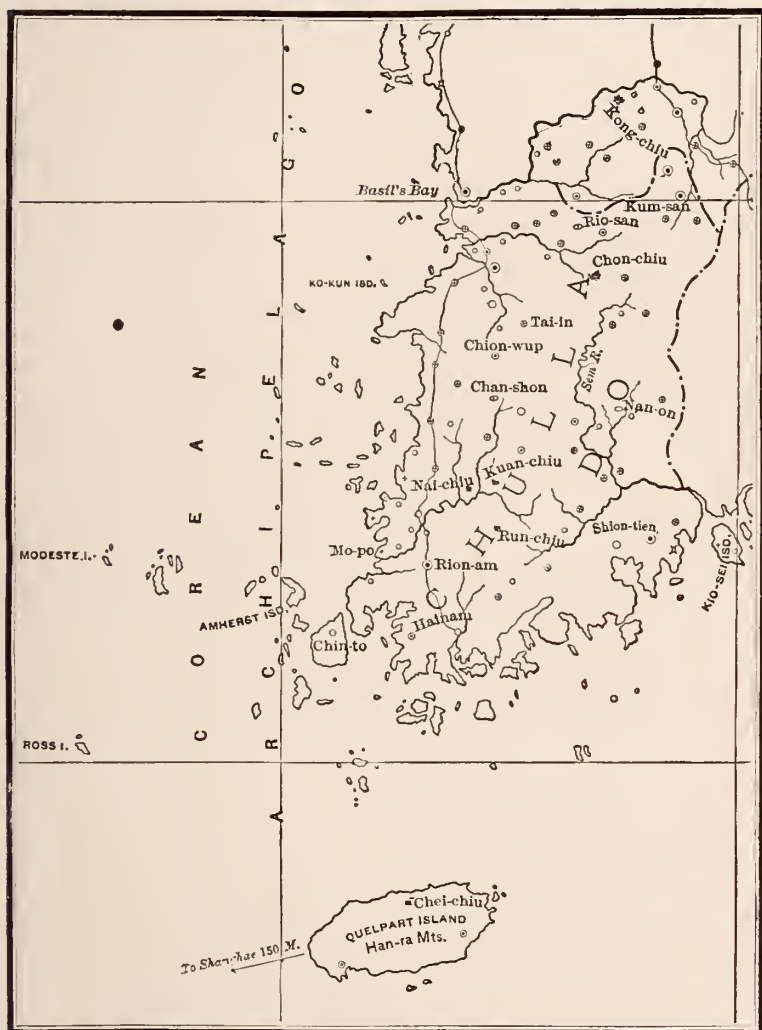 Kong-chiu
Basil's Bay
Kum-san
Rio-san
Chon-chiu
KO-KUN ISD.
Tai-in
Chion-wup
Sem R.
Chan-shon
Nan-on
Kuan-chiu
Nai-chiu
CHULLA DO
Run-chiu
Shion-tien
Mo-po
MODESTE.I.
Rion-am
KIO-SEI ISD.
AMHERST ISD.
Hainam
Chin-to
ROSS I.
COREAN
ARCHIPELAGO
Chei-chiu
QUELPART ISLAND
Han-ra Mts.
To Shanghae 150 M.